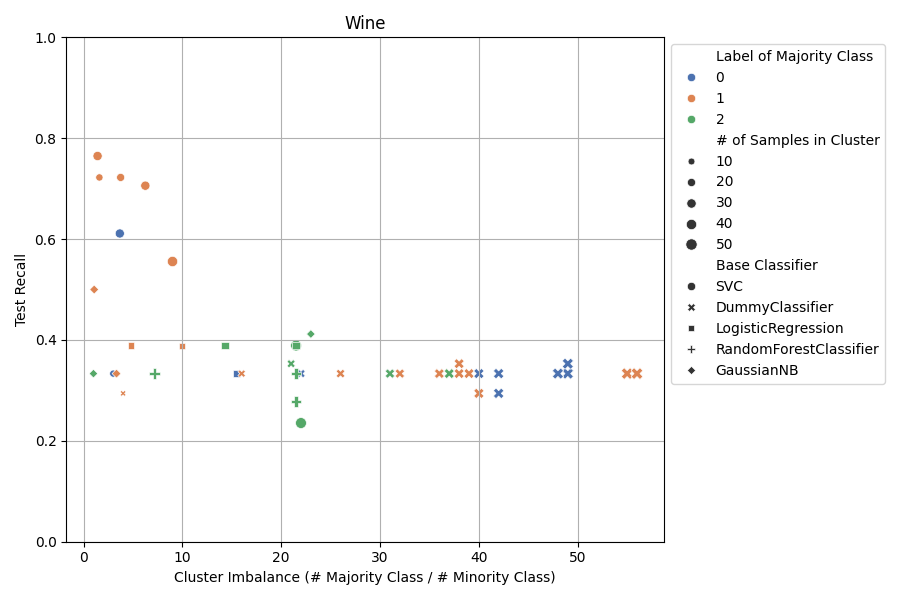 Wine
1.0
0.8
0.6
0.4
0.2
0.0
Test Recall
0
10
20
30
40
50
Cluster Imbalance (# Majority Class / # Minority Class)
Label of Majority Class
0
1
2
# of Samples in Cluster
10
20
30
40
50
Base Classifier
SVC
DummyClassifier
LogisticRegression
RandomForestClassifier
GaussianNB